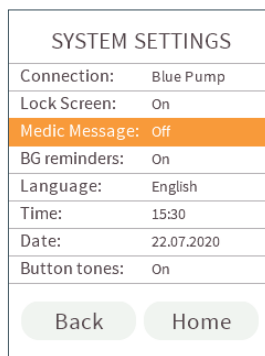 SYSTEM SETTINGS
Connection: Blue Pump
Lock Screen: On
Medic Message: Off
BG reminders: On
Language: English
Time: 15:30
Date: 22.07.2020
Button tones: On
Back Home